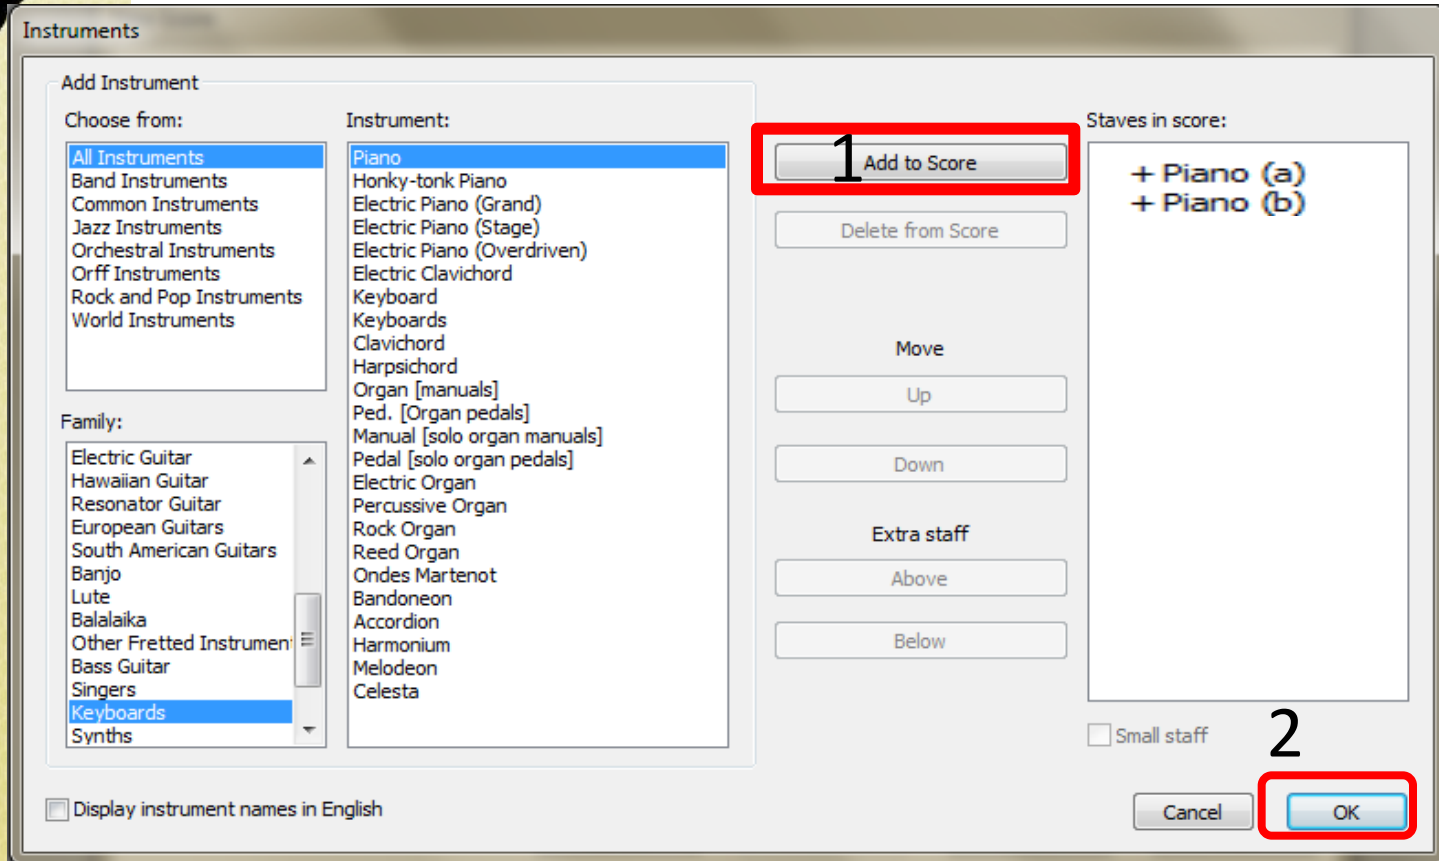 Instruments
Add Instrument
Choose from:
All Instruments
Band Instruments
Common Instruments
Jazz Instruments
Orchestral Instruments
Orff Instruments
Rock and Pop Instruments
World Instruments
Family:
Electric Guitar
Hawaiian Guitar
Resonator Guitar
European Guitars
South American Guitars
Banjo
Lute
Balalaika
Other Fretted Instrument
Bass Guitar
Singers
Keyboards
Synths
Instrument:
Piano
Honky-tonk Piano
Electric Piano (Grand)
Electric Piano (Stage)
Electric Piano (Overdriven)
Electric Clavichord
Keyboard
Keyboards
Clavichord
Harpsichord
Organ [manuals]
Ped. [Organ pedals]
Manual [solo organ manuals]
Pedal [solo organ pedals]
Electric Organ
Percussive Organ
Rock Organ
Reed Organ
Ondes Martenot
Bandoneon
Accordion
Harmonium
Melodeon
Celesta
1
Add to Score
Delete from Score
Move
Up
Down
Extra staff
Above
Below
Staves in score:
+ Piano (a)
+ Piano (b)
Small staff
2
Display instrument names in English
Cancel
OK